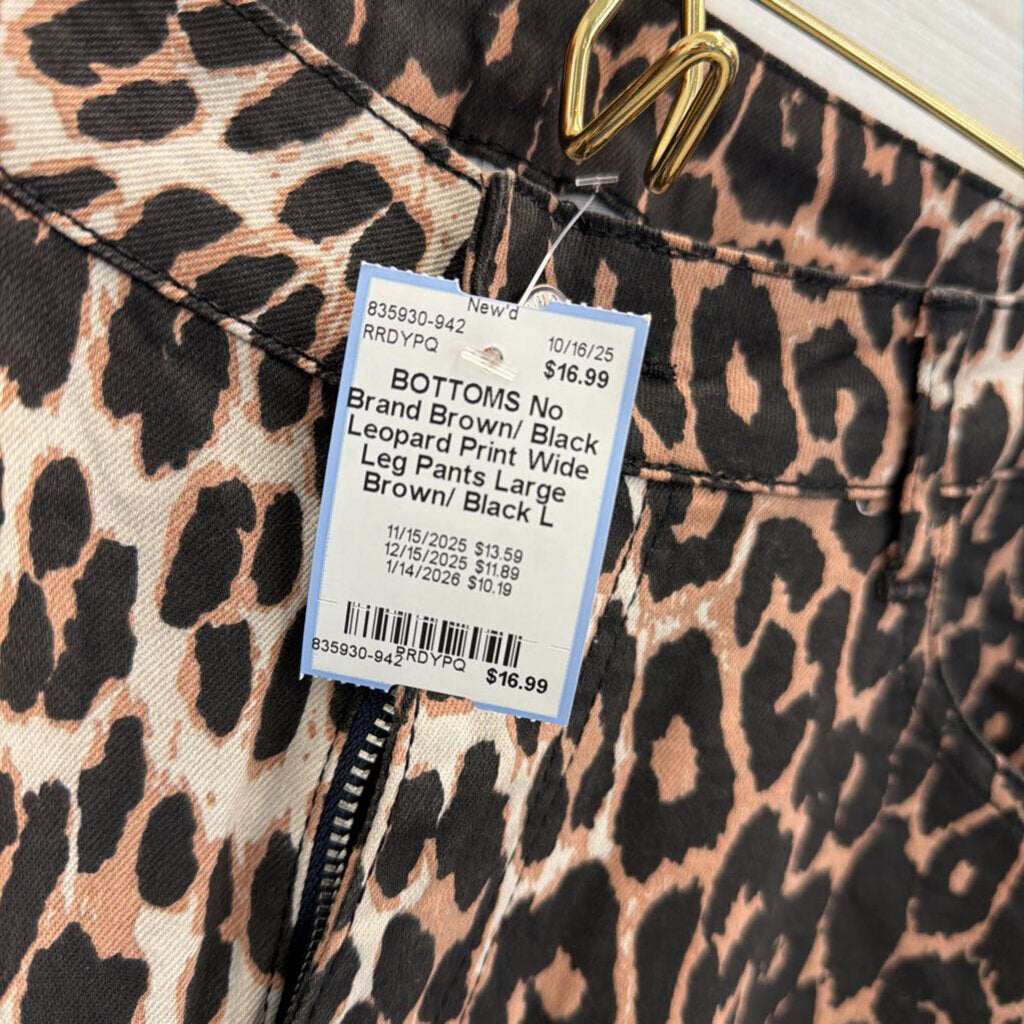 New'd
835930-942
RRDYPQ
10/16/25
$16.99
BOTTOMS No
Brand Brown/ Black
Leopard Print Wide
Leg Pants Large
Brown/ Black L
11/15/2025 $13.59
12/15/2025 $11.89
1/14/2026 $10.19
835930-942 RRDYPQ
$16.99